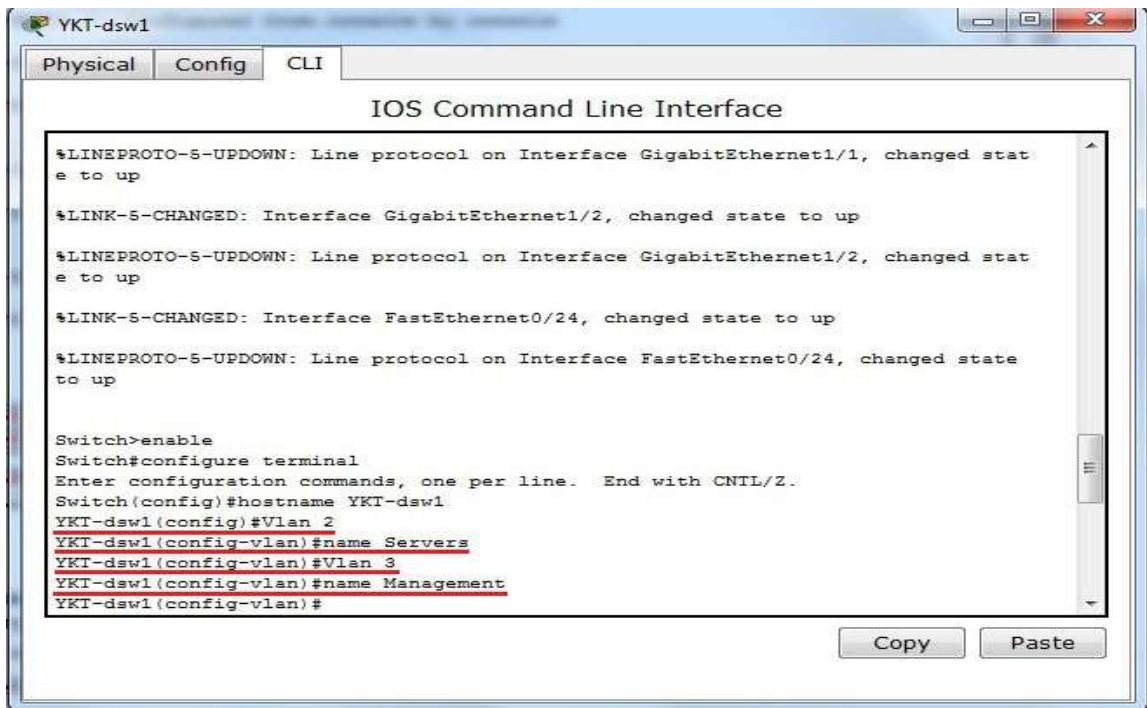 YKT-dsw1
Physical
Config
CLI
IOS Command Line Interface
%LINEPROTO-5-UPDOWN: Line protocol on Interface GigabitEthernet1/1, changed stat
e to up
%LINK-5-CHANGED: Interface GigabitEthernet1/2, changed state to up
%LINEPROTO-5-UPDOWN: Line protocol on Interface GigabitEthernet1/2, changed stat
e to up
%LINK-5-CHANGED: Interface FastEthernet0/24, changed state to up
%LINEPROTO-5-UPDOWN: Line protocol on Interface FastEthernet0/24, changed state
to up
Switch>enable
Switch#configure terminal
Enter configuration commands, one per line.  End with CNTL/Z.
Switch(config)#hostname YKT-dsw1
YKT-dsw1(config)#Vlan 2
YKT-dsw1(config-vlan)#name Servers
YKT-dsw1(config-vlan)#Vlan 3
YKT-dsw1(config-vlan)#name Management
YKT-dsw1(config-vlan)#
Copy
Paste